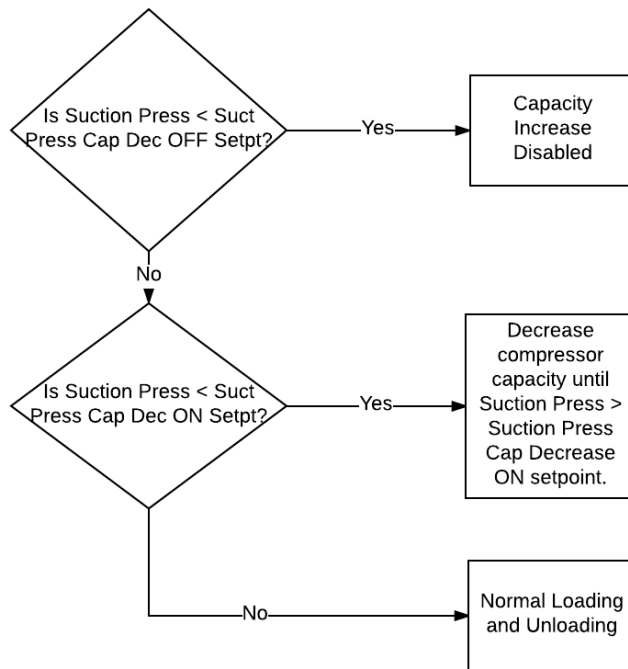 Is Suction Press < Suct
Press Cap Dec OFF Setpt?
Yes
Capacity
Increase
Disabled
No
Is Suction Press < Suct
Press Cap Dec ON Setpt?
Yes
Decrease
compressor
capacity until
Suction Press >
Suction Press
Cap Decrease
ON setpoint.
No
Normal Loading
and Unloading